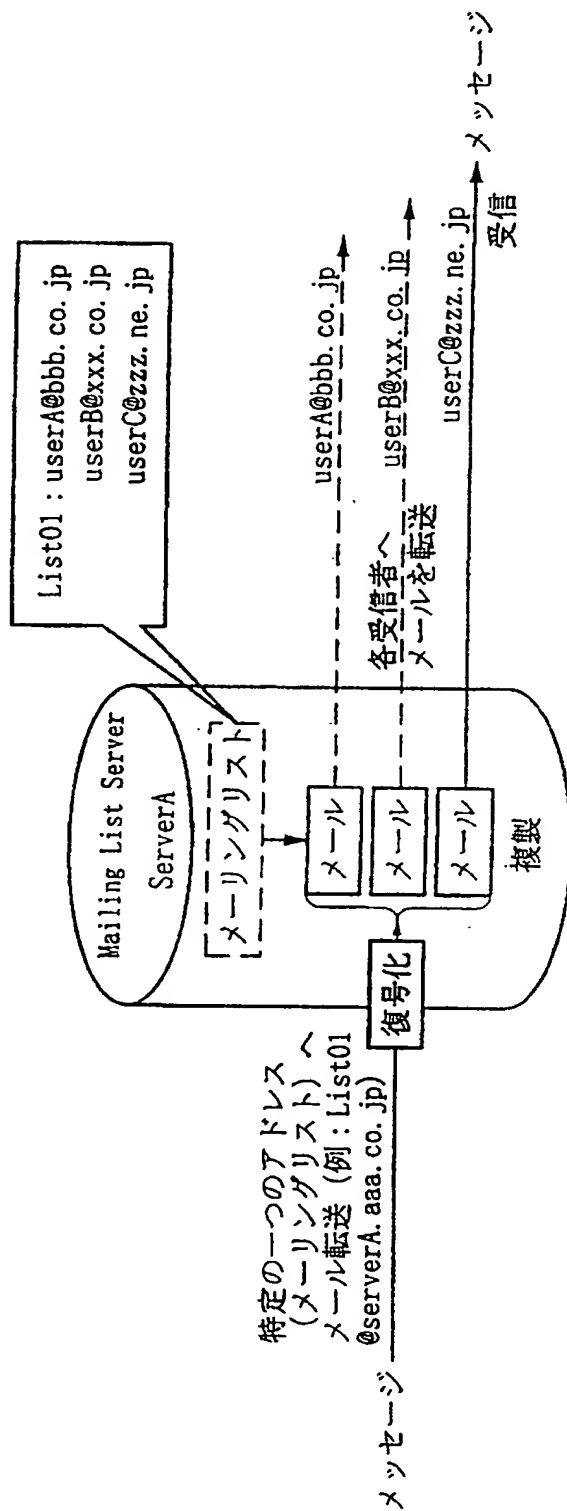 List01：userA@bbb.co.jp
userB@xxx.co.jp
userC@zzz.ne.jp
Mailing List Server
ServerA
メーリングリスト
特定の一つのアドレス
（メーリングリスト）へ
メール転送（例：List01
@serverA.aaa.co.jp）
メッセージ
復号化
メール
メール
メール
複製
userA@bbb.co.jp
各受信者へ
メールを転送
userB@xxx.co.jp
userC@zzz.ne.jp
受信
メッセージ